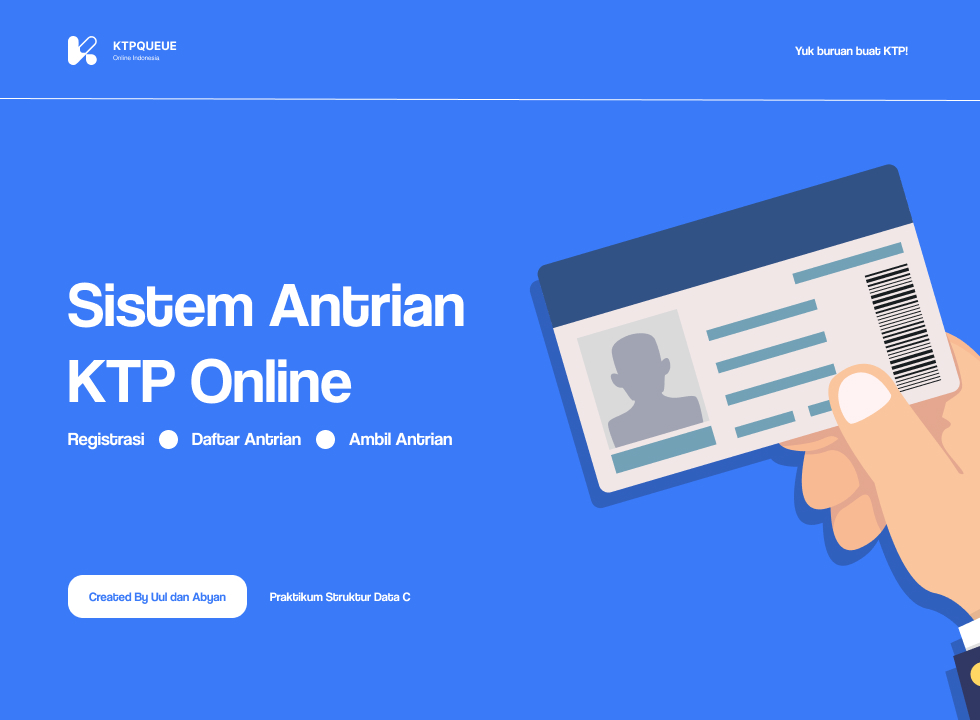 KTPQUEUE
Online Indonesia
Yuk buruan buat KTP!
Sistem Antrian
KTP Online
Registrasi Daftar Antrian Ambil Antrian
Created By Uul dan Abyan
Praktikum Struktur Data C